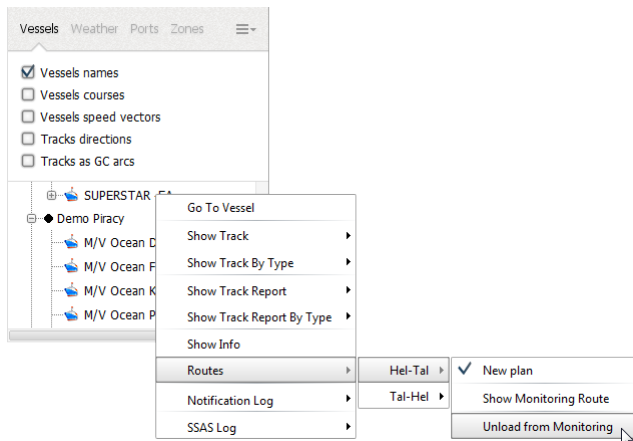 Vessels Weather Ports Zones
Vessels names
Vessels courses
Vessels speed vectors
Tracks directions
Tracks as GC arcs
SUPERSTAR
Demo Piracy
M/V Ocean D
M/V Ocean F
M/V Ocean K
M/V Ocean P
Go To Vessel
Show Track
Show Track By Type
Show Track Report
Show Track Report By Type
Show Info
Routes
Notification Log
SSAS Log
Hel-Tal
Tal-Hel
New plan
Show Monitoring Route
Unload from Monitoring